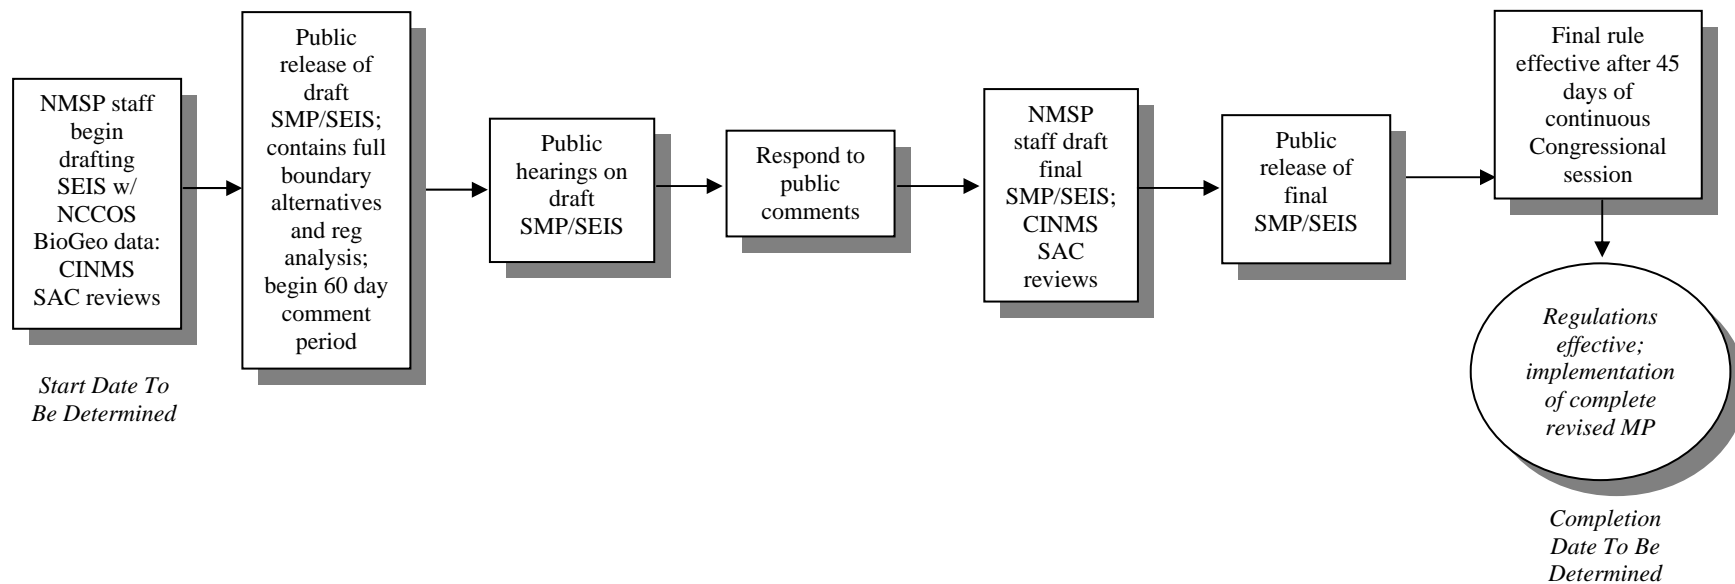 NMSP staff
begin
drafting
SEIS w/
NCCOS
BioGeo data:
CINMS
SAC reviews
Start Date To
Be Determined
Public
release of
draft
SMP/SEIS;
contains full
boundary
alternatives
and reg
analysis;
begin 60 day
comment
period
Public
hearings on
draft
SMP/SEIS
Respond to
public
comments
NMSP
staff draft
final
SMP/SEIS;
CINMS
SAC
reviews
Public
release of
final
SMP/SEIS
Final rule
effective after 45
days of
continuous
Congressional
session
Regulations
effective;
implementation
of complete
revised MP
Completion
Date To Be
Determined